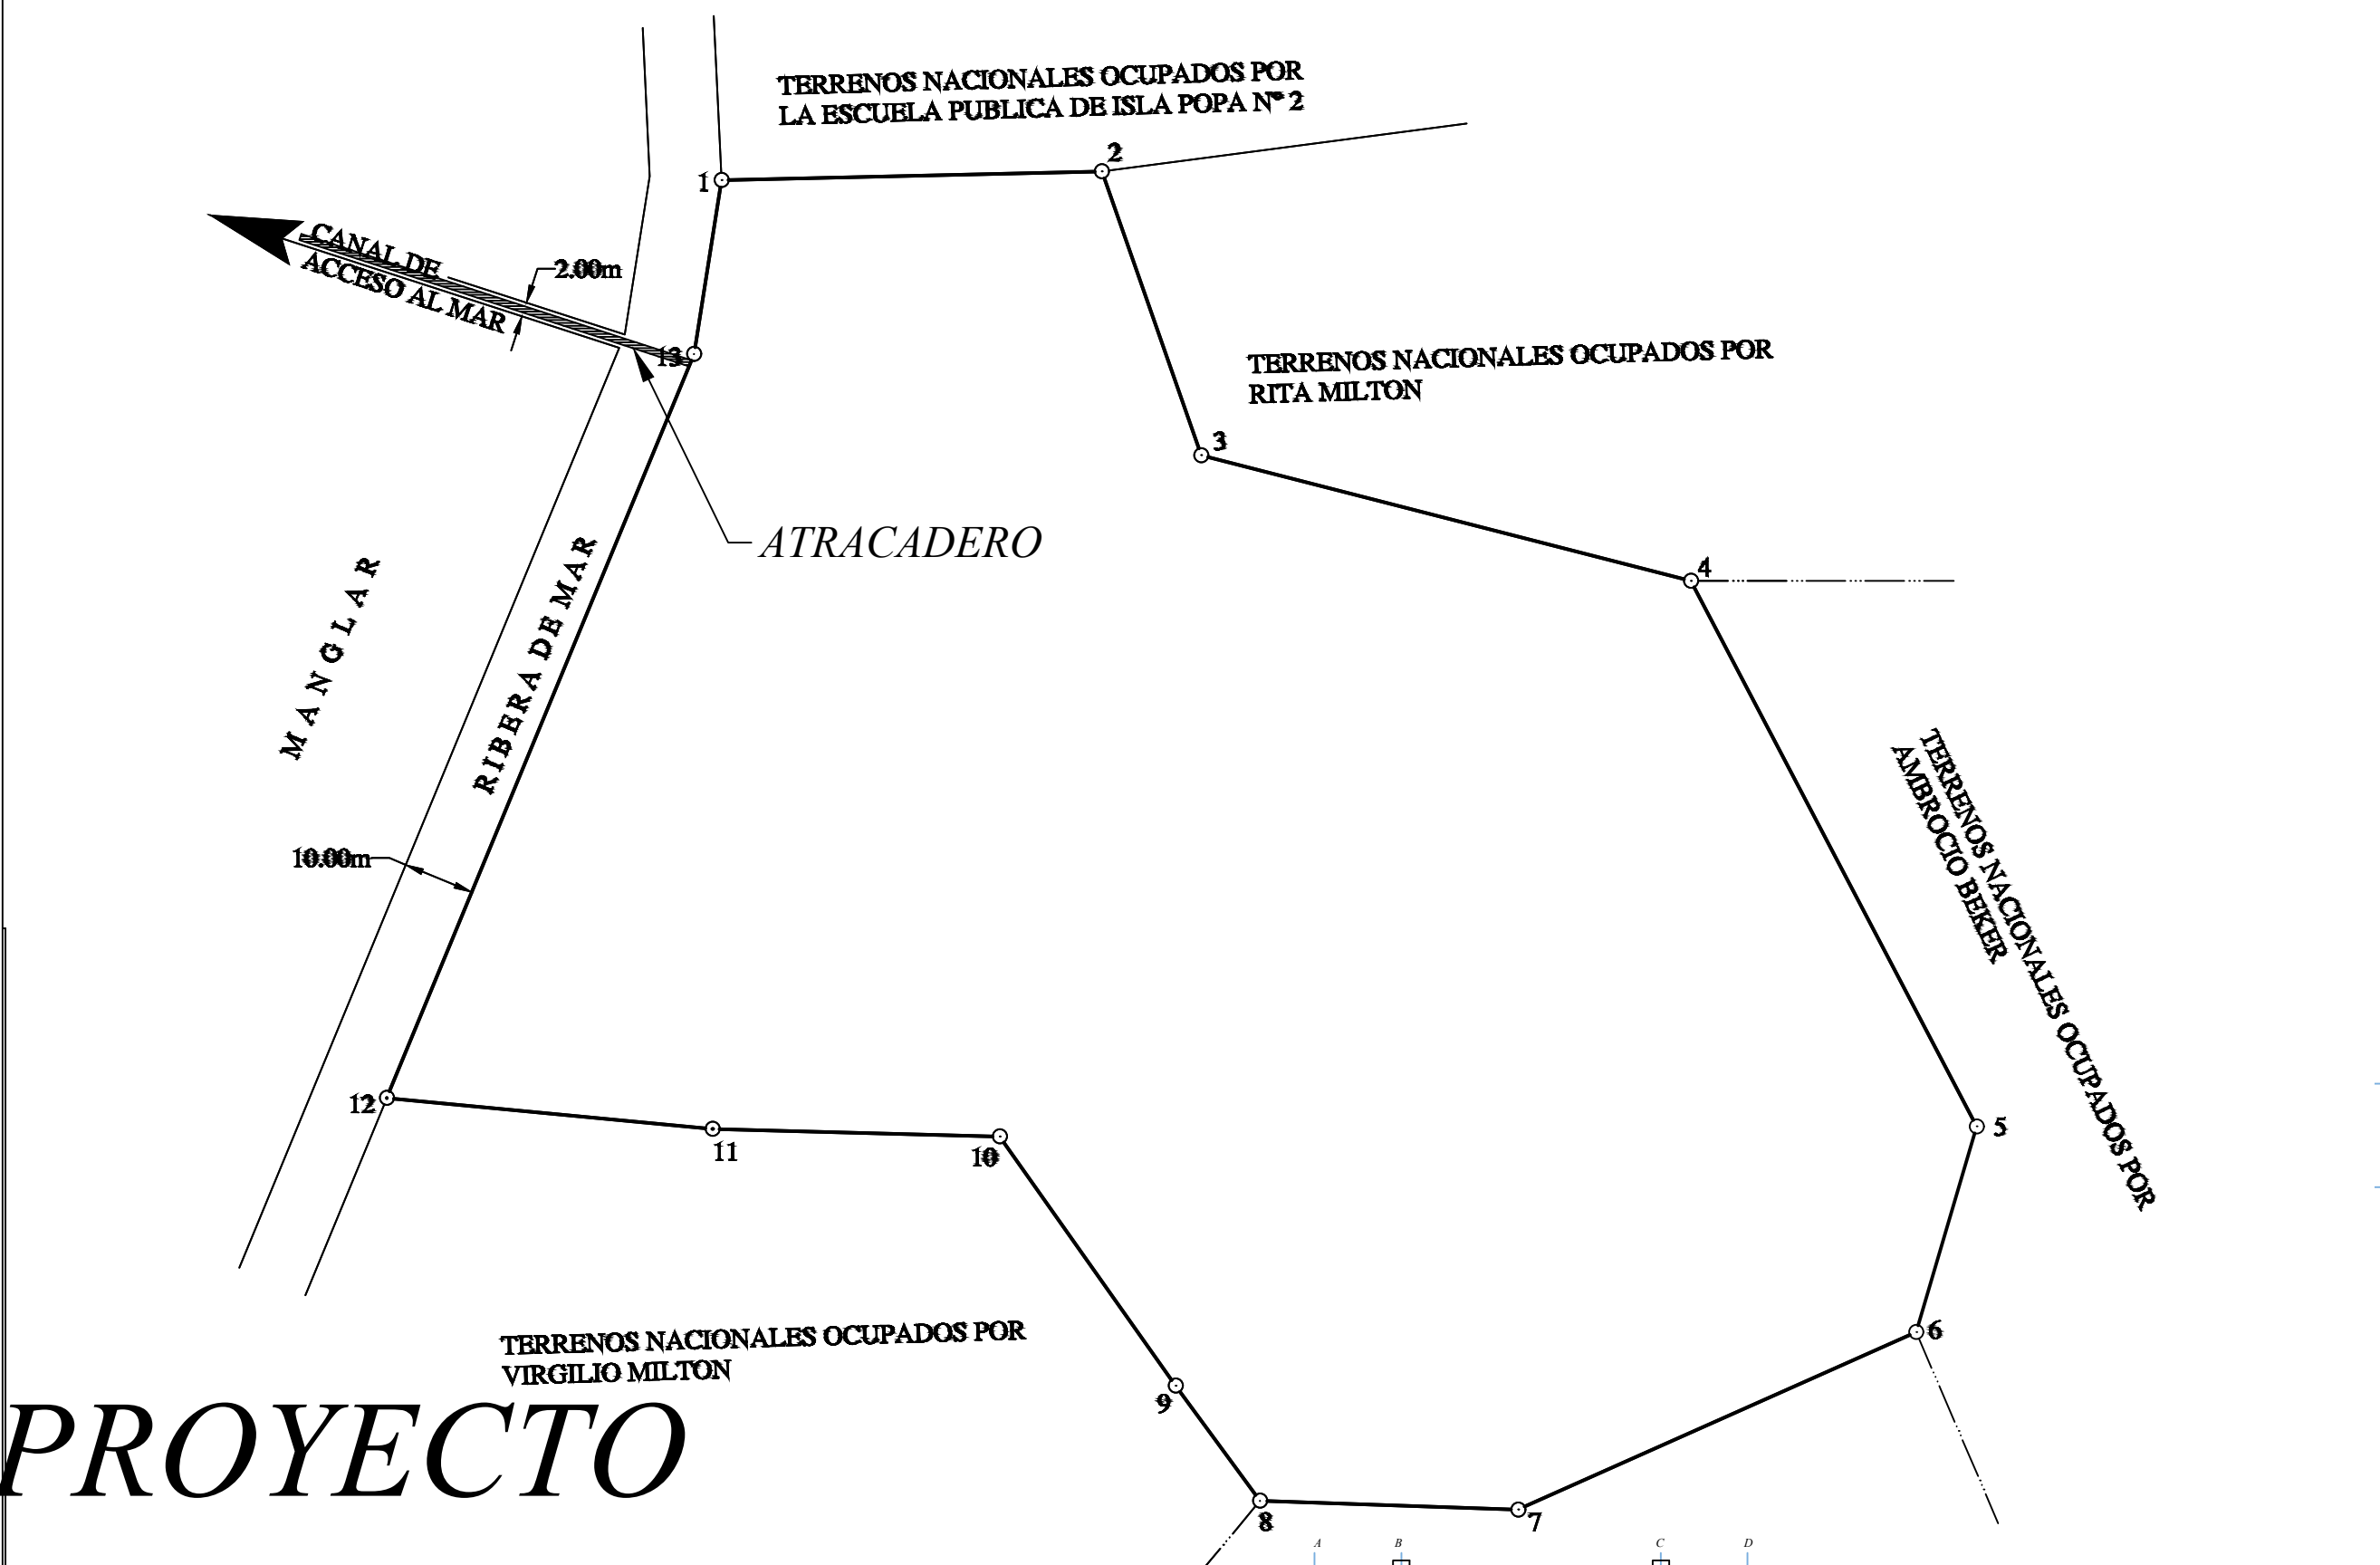 TERRENOS NACIONALES OCUPADOS POR
LA ESCUELA PUBLICA DE ISLA POPA Nº 2
1
2
CANAL DE
ACCESO AL MAR
2.00m
13
TERRENOS NACIONALES OCUPADOS POR
RITA MILTON
3
ATRACADERO
4
MANGLAR
RIBERA DE MAR
TERRENOS NACIONALES OCUPADOS POR
AMBROCIO BEKER
10.00m
12
11
10
5
TERRENOS NACIONALES OCUPADOS POR
VIRGILIO MILTON
6
9
PROYECTO
8
7
A
B
C
D